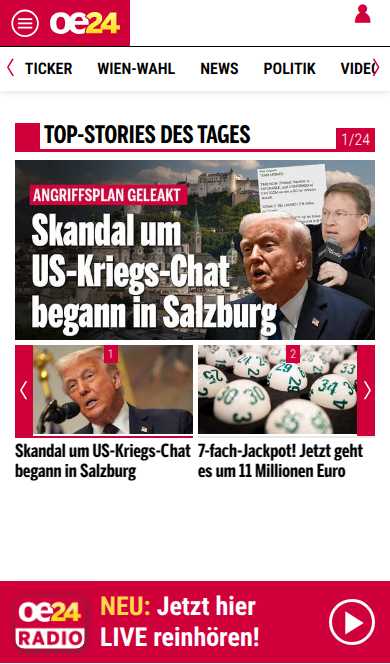 oe24
TICKER WIEN-WAHL NEWS POLITIK
TOP-STORIES DES TAGES
1/24
ANGRIFFSPLAN GELEAKT
Skandal um
US-Kriegs-Chat
begann in Salzburg
1
2
Skandal um US-Kriegs-Chat
begann in Salzburg
7-fach-Jackpot! Jetzt geht
es um 11 Millionen Euro
oe24
RADIO
NEU: Jetzt hier
LIVE reinhören!